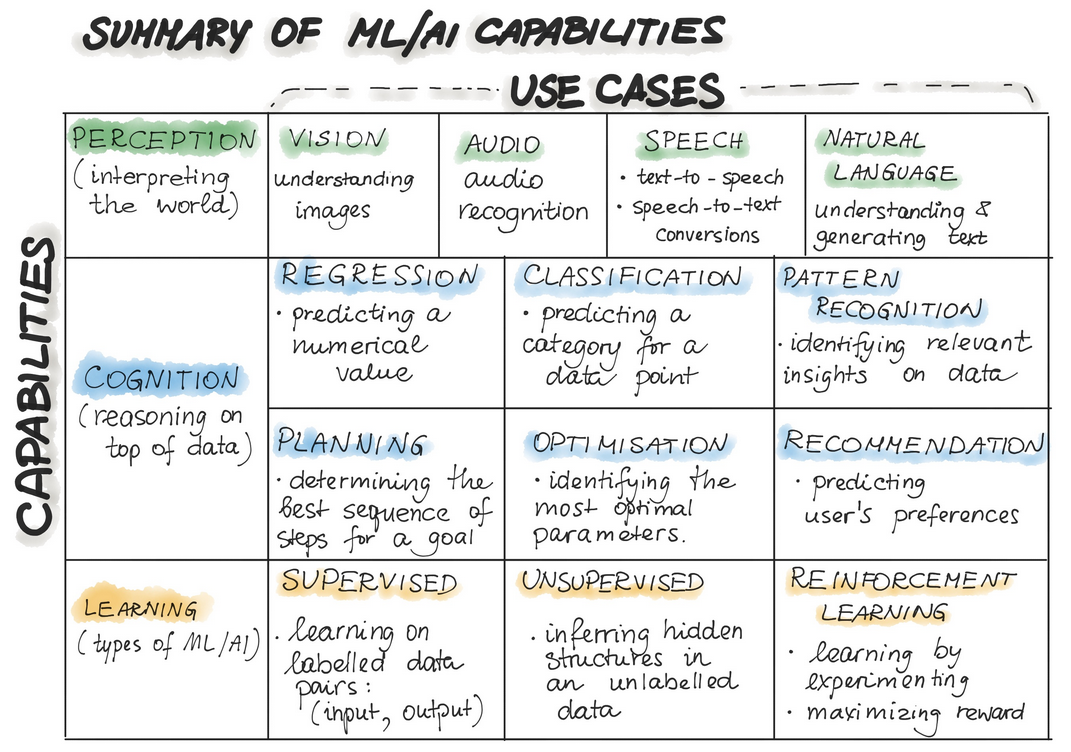 SUMMARY OF ML/AI CAPABILITIES
USE CASES
CAPABILITIES
PERCEPTION
(interpreting
the world)
VISION
understanding
images
AUDIO
audio
recognition
SPEECH
• text-to-speech
• speech-to-text
conversions
NATURAL
LANGUAGE
understanding &
generating text
COGNITION
(reasoning on
top of data)
REGRESSION
• predicting a
numerical
value
CLASSIFICATION
• predicting a
category for a
data point
PATTERN
RECOGNITION
• identifying relevant
insights on data
PLANNING
• determining the
best sequence of
steps for a goal
OPTIMISATION
• identifying the
most optimal
parameters.
RECOMMENDATION
• predicting
user's preferences
LEARNING
(types of ML/AI)
SUPERVISED
• learning on
labelled data
pairs:
(input, output)
UNSUPERVISED
• inferring hidden
structures in
an unlabelled
data
REINFORCEMENT
LEARNING
• learning by
experimenting
• maximizing reward